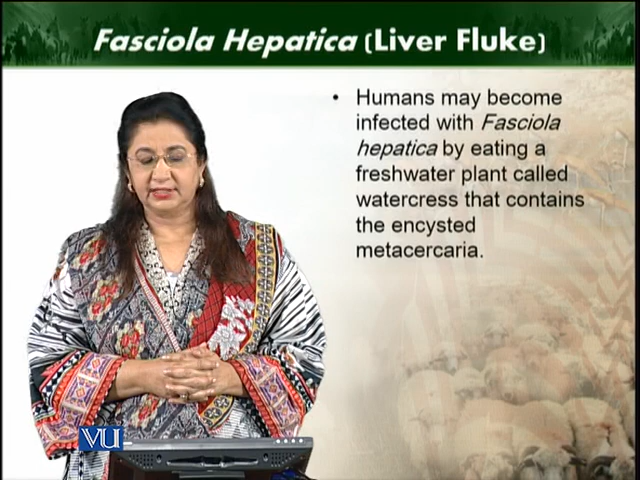 Fasciola Hepatica (Liver Fluke)
• Humans may become
infected with Fasciola
hepatica by eating a
freshwater plant called
watercress that contains
the encysted
metacercaria.
VU